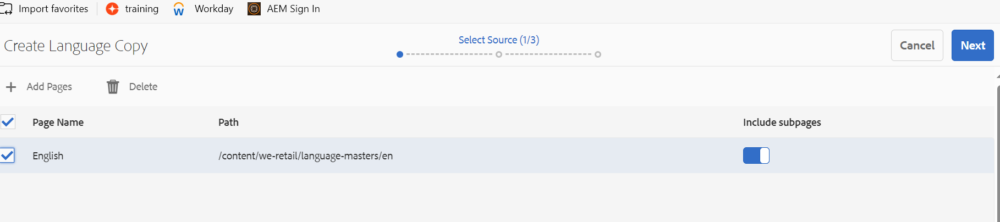 Import favorites training Workday AEM Sign In
Create Language Copy Select Source (1/3) Cancel Next
Add Pages Delete
Page Name Path Include subpages
English /content/we-retail/language-masters/en